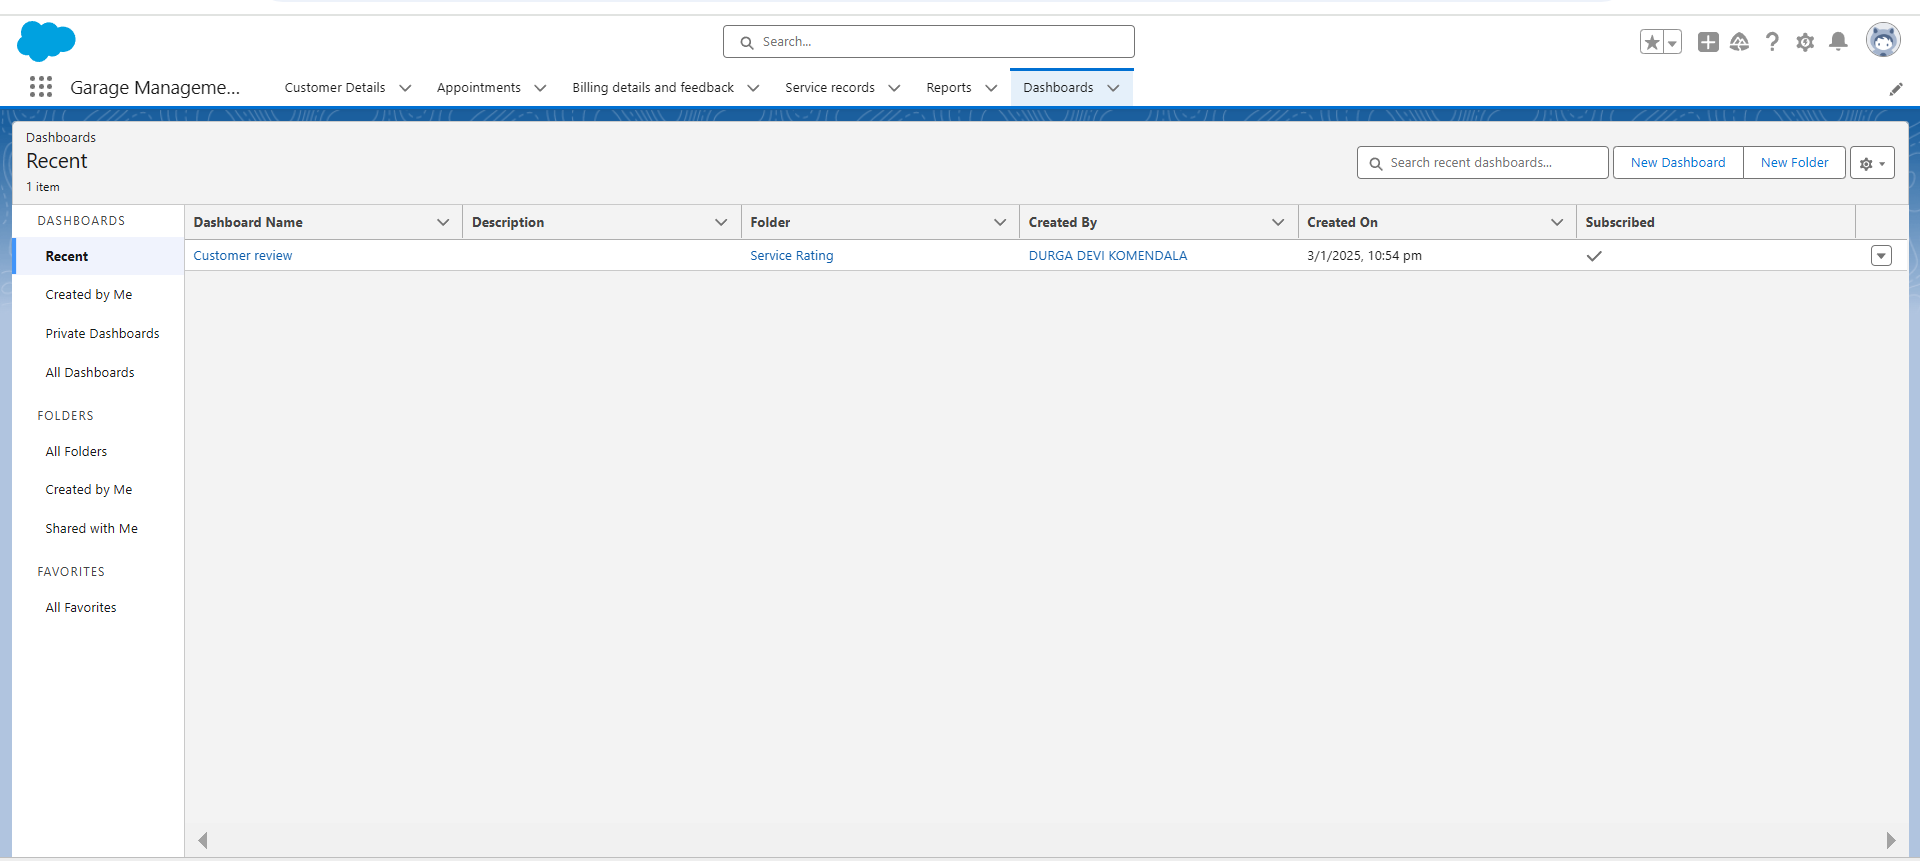 Search...
Garage Manageme...
Customer Details
Appointments
Billing details and feedback
Service records
Reports
Dashboards
Dashboards
Recent
1 item
Search recent dashboards...
New Dashboard
New Folder
DASHBOARDS
Recent
Created by Me
Private Dashboards
All Dashboards
FOLDERS
All Folders
Created by Me
Shared with Me
FAVORITES
All Favorites
Dashboard Name
Description
Folder
Created By
Created On
Subscribed
Customer review
Service Rating
DURGA DEVI KOMENDALA
3/1/2025, 10:54 pm